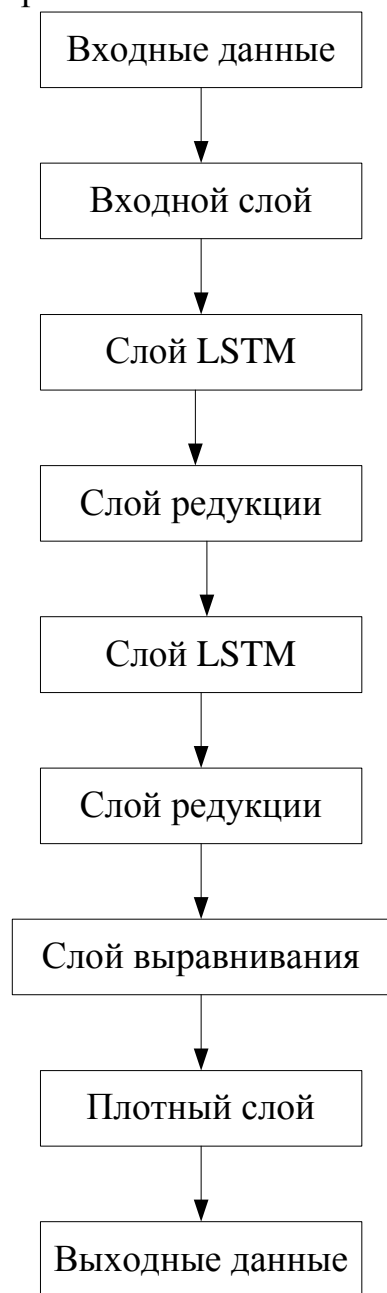 Входные данные
Входной слой
Слой LSTM
Слой редукции
Слой LSTM
Слой редукции
Слой выравнивания
Плотный слой
Выходные данные